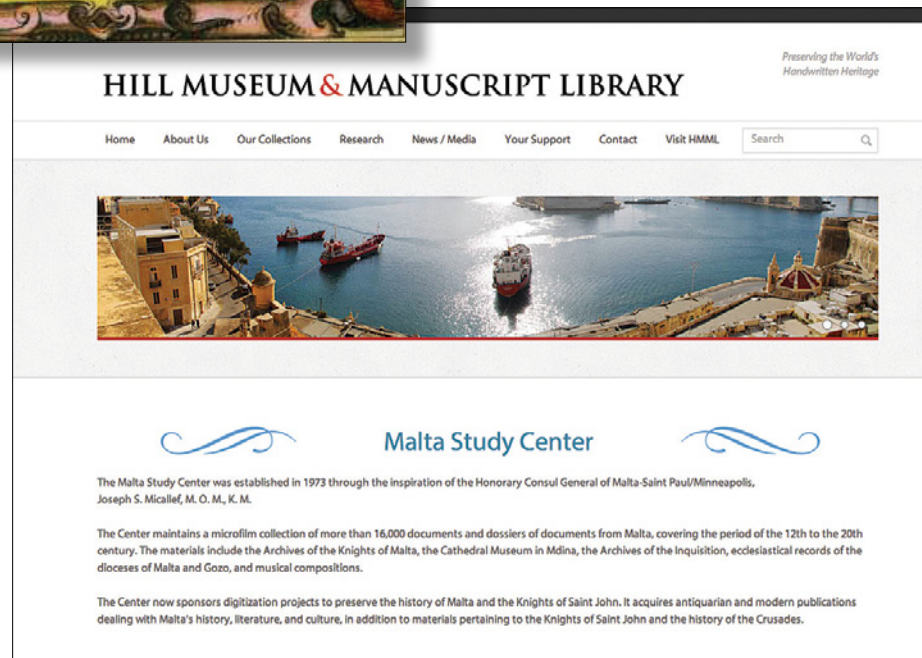 Preserving the World's
Handwritten Heritage
HILL MUSEUM & MANUSCRIPT LIBRARY
Home About Us Our Collections Research News / Media Your Support Contact Visit HMML Search
Malta Study Center
The Malta Study Center was established in 1973 through the inspiration of the Honorary Consul General of Malta-Saint Paul/Minneapolis,
Joseph S. Micallef, M. O. M., K. M.
The Center maintains a microfilm collection of more than 16,000 documents and dossiers of documents from Malta, covering the period of the 12th to the 20th
century. The materials include the Archives of the Knights of Malta, the Cathedral Museum in Mdina, the Archives of the Inquisition, ecclesiastical records of the
dioceses of Malta and Gozo, and musical compositions.
The Center now sponsors digitization projects to preserve the history of Malta and the Knights of Saint John. It acquires antiquarian and modern publications
dealing with Malta's history, literature, and culture, in addition to materials pertaining to the Knights of Saint John and the history of the Crusades.